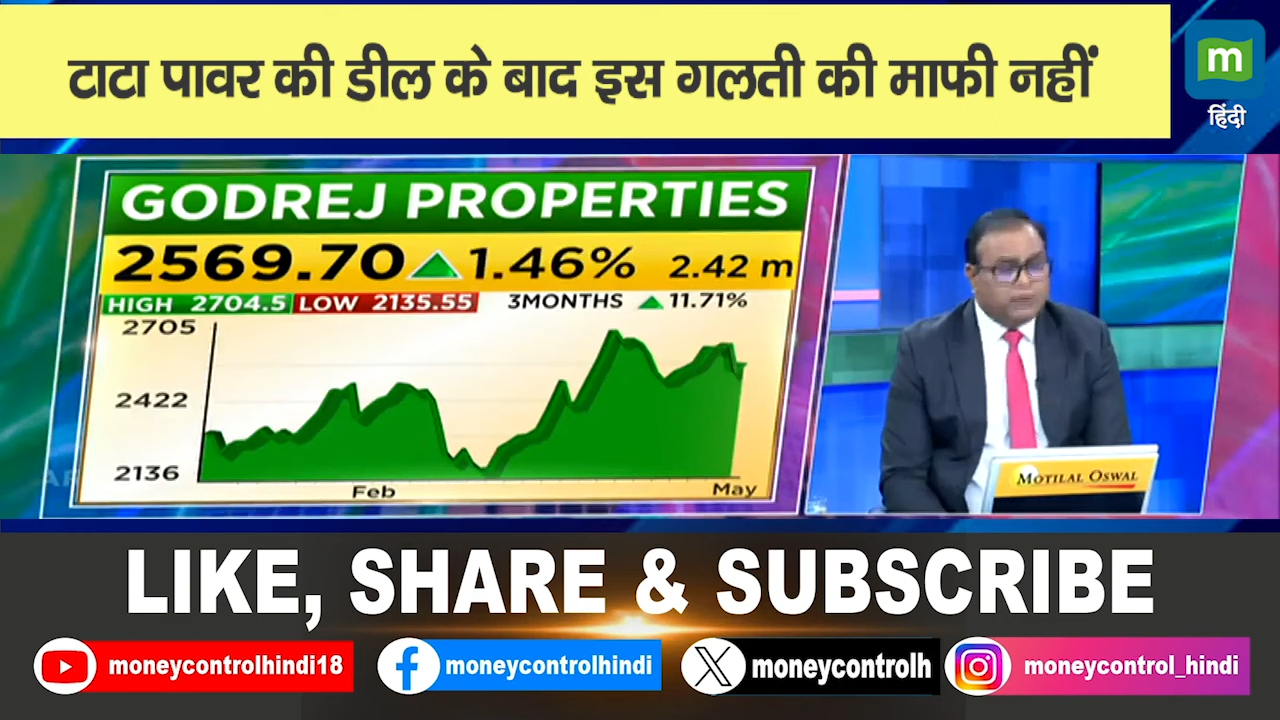 टाटा पावर की डील के बाद इस गलती की माफी नहीं
m
हिंदी
GODREJ PROPERTIES
2569.70 1.46% 2.42 m
HIGH 2704.5 LOW 2135.55 3MONTHS 11.71%
2705
2422
2136
Feb May
MOTILAL OSWAL
LIKE, SHARE & SUBSCRIBE
moneycontrolhindi18 moneycontrolhindi moneycontrolh moneycontrol_hindi